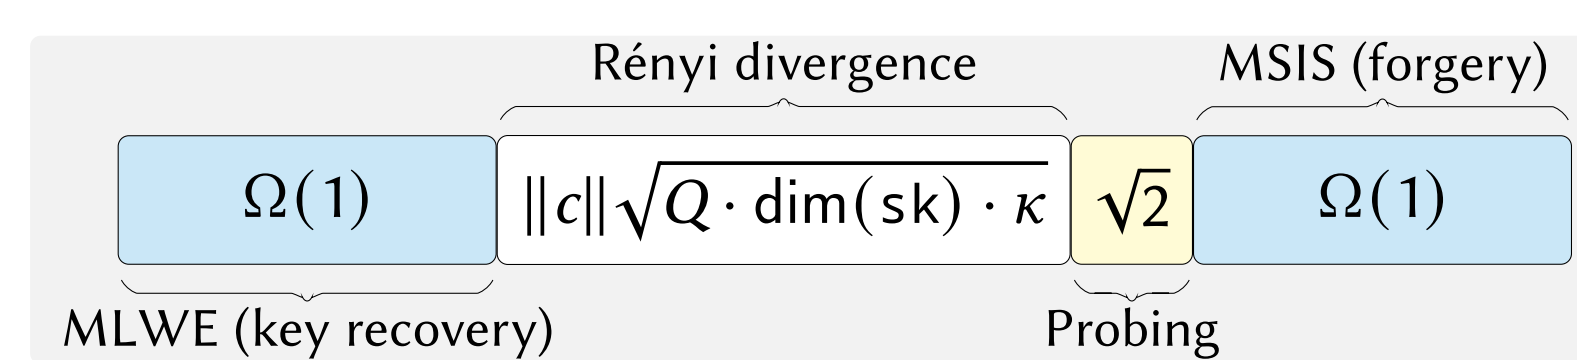 Rényi divergence MSIS (forgery)
Ω(1) ||c||√Q · dim(sk) · κ √2 Ω(1)
MLWE (key recovery) Probing